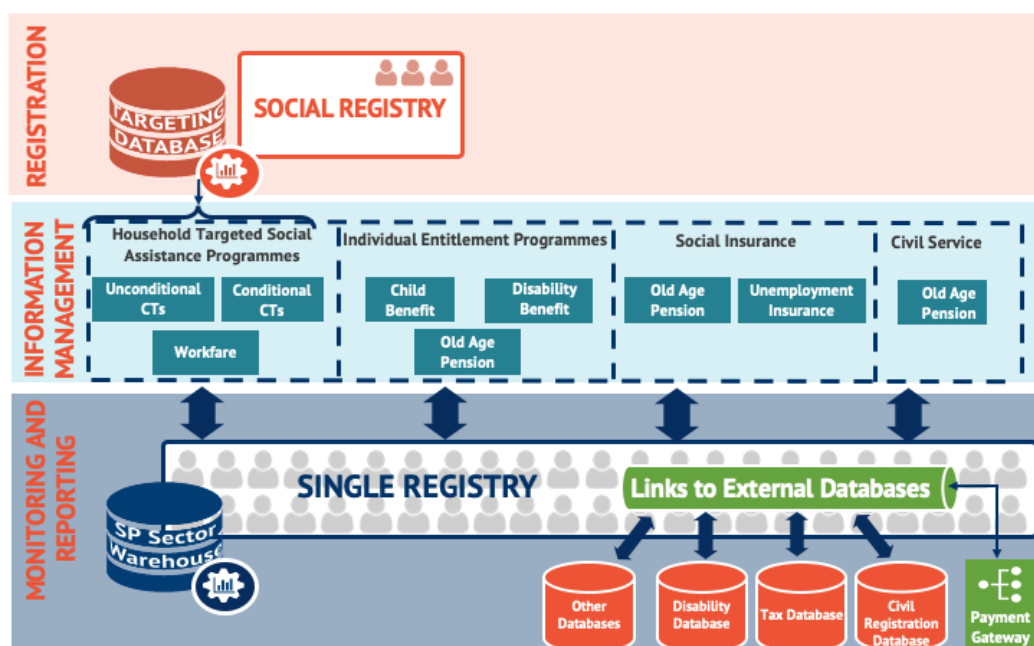 REGISTRATION
TARGETING
DATABASE
SOCIAL REGISTRY
INFORMATION
MANAGEMENT
Household Targeted Social
Assistance Programmes
Unconditional
CTs
Conditional
CTs
Workfare
Individual Entitlement Programmes
Child
Benefit
Disability
Benefit
Old Age
Pension
Social Insurance
Old Age
Pension
Unemployment
Insurance
Civil Service
Old Age
Pension
MONITORING AND
REPORTING
SINGLE REGISTRY
Links to External Databases
SP Sector
Warehouse
Other
Databases
Disability
Database
Tax Database
Civil
Registration
Database
Payment
Gateway